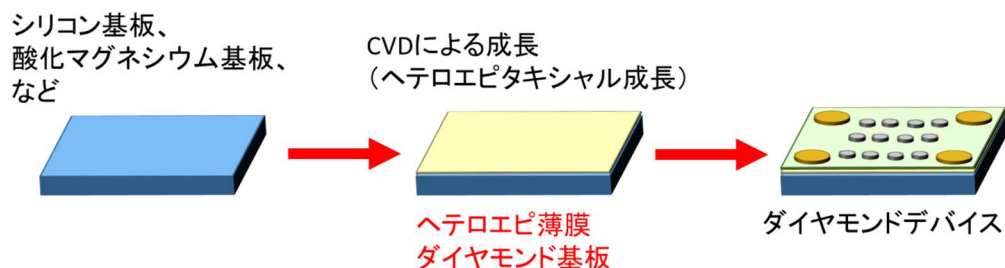 シリコン基板、
酸化マグネシウム基板、
など
CVDによる成長
（ヘテロエピタキシャル成長）
ヘテロエピ薄膜
ダイヤモンド基板
ダイヤモンドデバイス